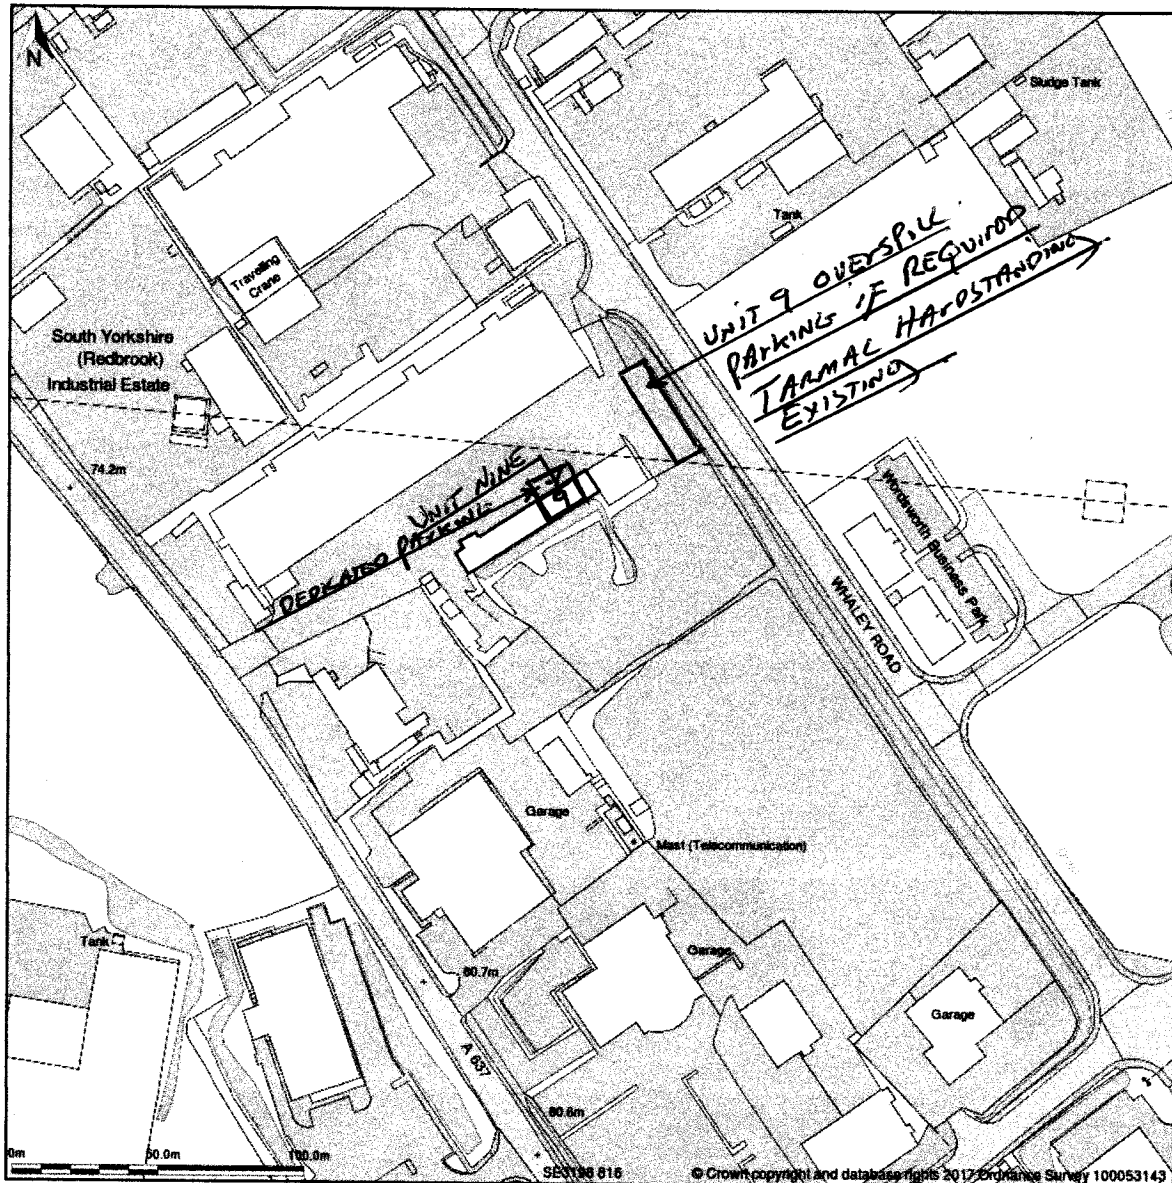 N
Sludge Tank
Tank
Travelling
Crane
UNIT 9 OVERSPILL
PARKING IF REQUIRED
TARMAC HARDSTANDING
EXISTING
South Yorkshire
(Redbrook)
Industrial Estate
74.2m
UNIT NINE
DEDICATED PARKING
9
Wordsworth Business Park
WHALEY ROAD
Garage
Mast (Telecommunication)
Tank
Garage
80.7m
Garage
A 637
80.6m
0m 50.0m 100.0m
© Crown copyright and database rights 2017 Ordnance Survey 100053143